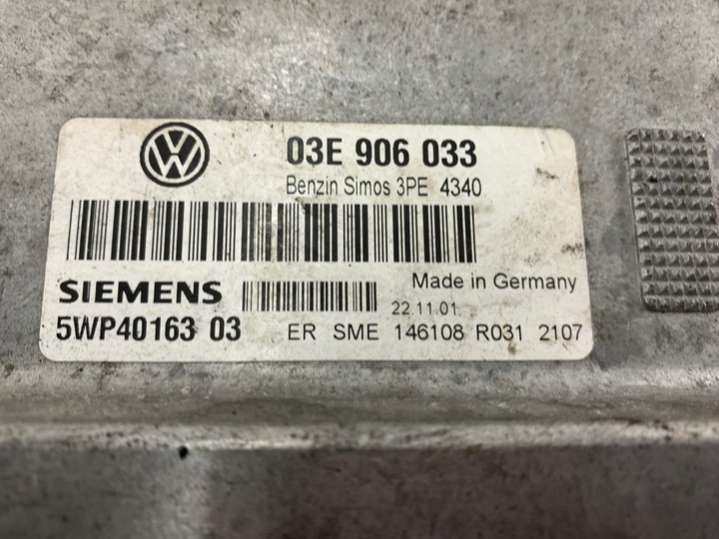 03E 906 033
Benzin Simos 3PE 4340
Made in Germany
SIEMENS
22.11.01.
5WP40163 03 ER SME 146108 R031 2107